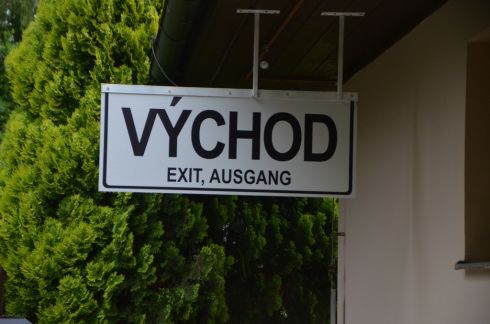 VÝCHOD
EXIT, AUSGANG